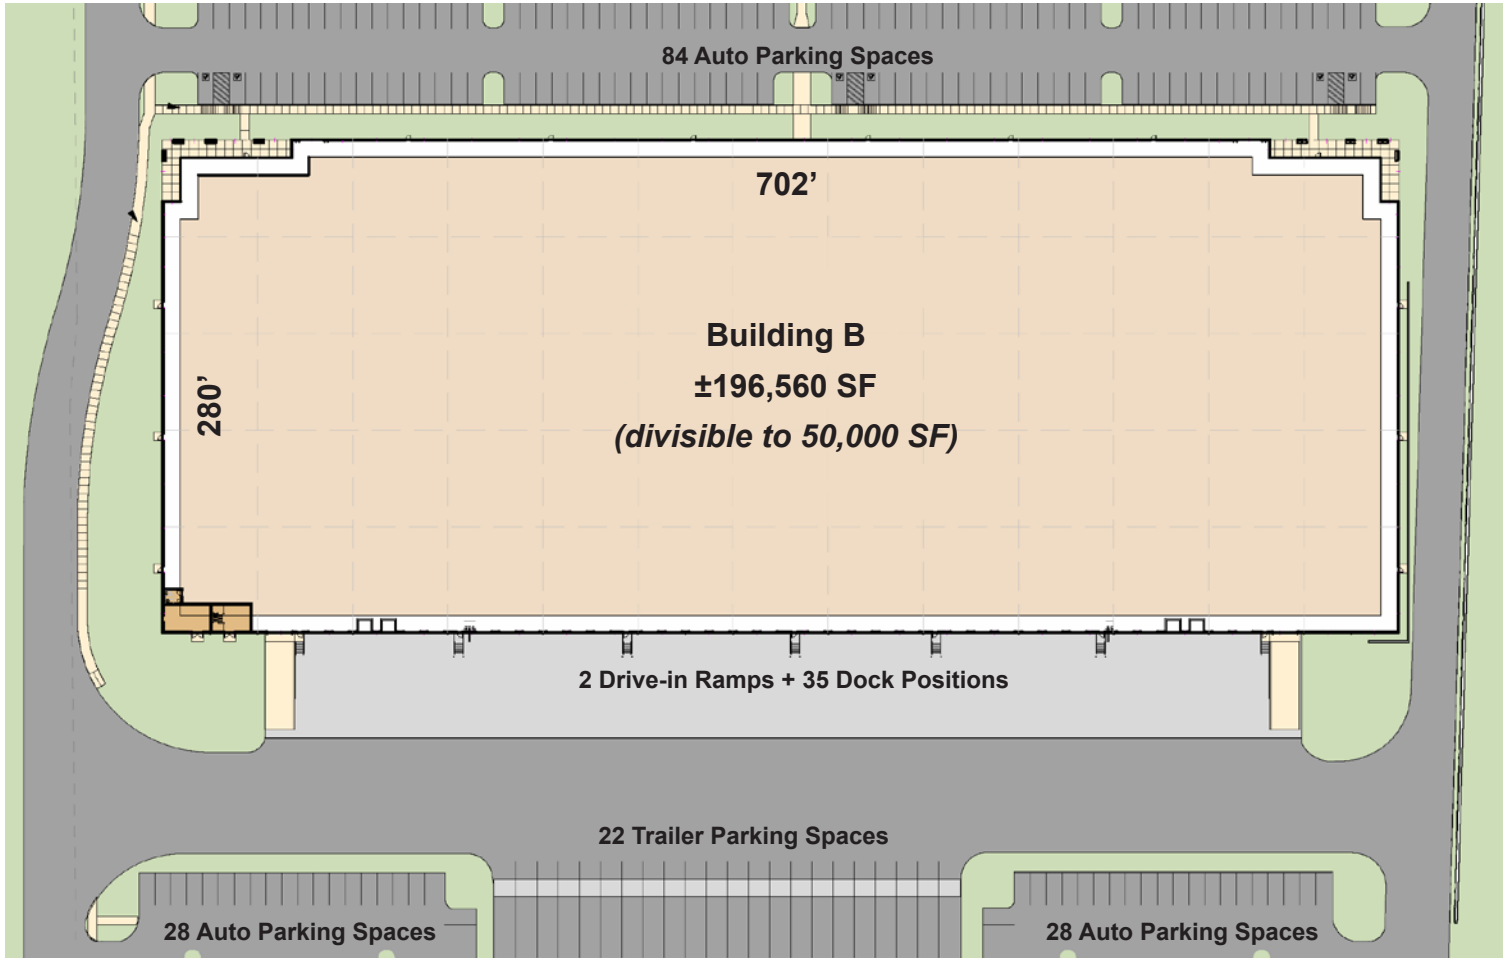 84 Auto Parking Spaces
702’
280’
Building B
±196,560 SF
(divisible to 50,000 SF)
2 Drive-in Ramps + 35 Dock Positions
22 Trailer Parking Spaces
28 Auto Parking Spaces
28 Auto Parking Spaces